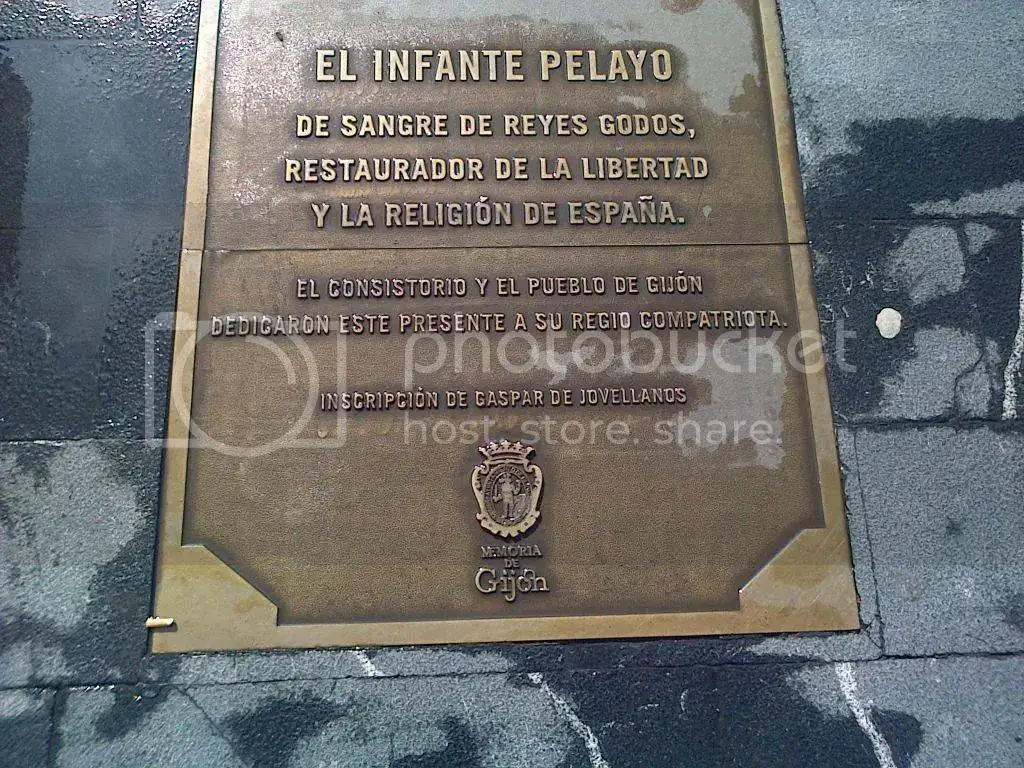 EL INFANTE PELAYO
DE SANGRE DE REYES GODOS,
RESTAURADOR DE LA LIBERTAD
Y LA RELIGIÓN DE ESPAÑA.
EL CONSISTORIO Y EL PUEBLO DE GIJÓN
DEDICARON ESTE PRESENTE A SU REGIO COMPATRIOTA.
photobucket
INSCRIPCIÓN DE GASPAR DE JOVELLANOS
host. store. share.
MEMORIA
DE
Gijón